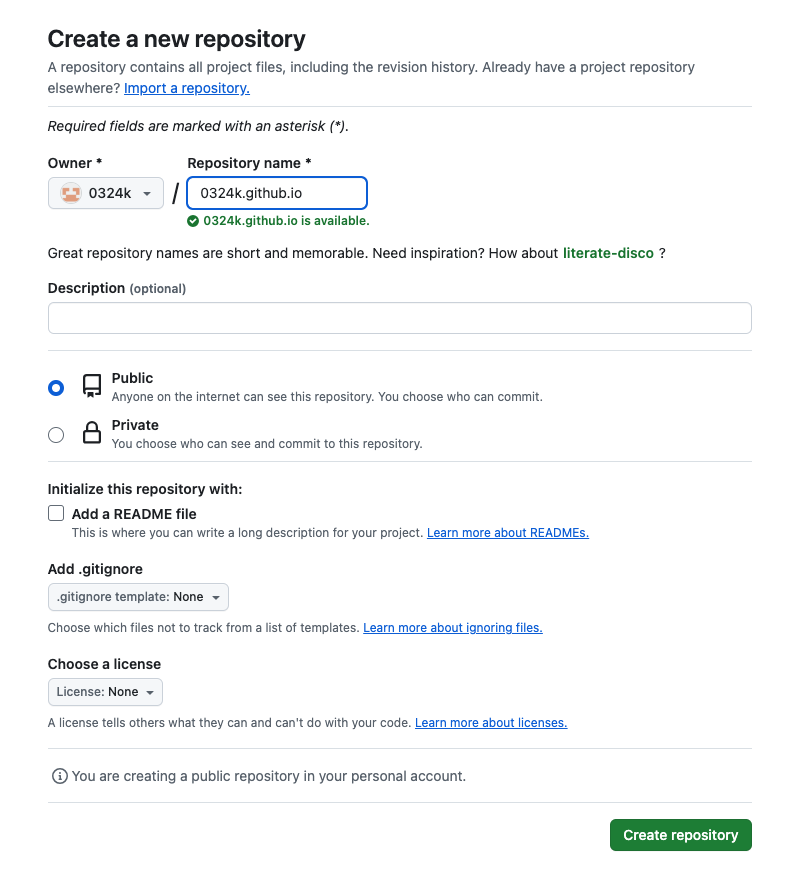 Create a new repository
A repository contains all project files, including the revision history. Already have a project repository
elsewhere? Import a repository.
Required fields are marked with an asterisk (*).
Owner *
Repository name *
0324k
/
0324k.github.io
0324k.github.io is available.
Great repository names are short and memorable. Need inspiration? How about literate-disco ?
Description (optional)
Public
Anyone on the internet can see this repository. You choose who can commit.
Private
You choose who can see and commit to this repository.
Initialize this repository with:
Add a README file
This is where you can write a long description for your project. Learn more about READMEs.
Add .gitignore
.gitignore template: None
Choose which files not to track from a list of templates. Learn more about ignoring files.
Choose a license
License: None
A license tells others what they can and can't do with your code. Learn more about licenses.
You are creating a public repository in your personal account.
Create repository